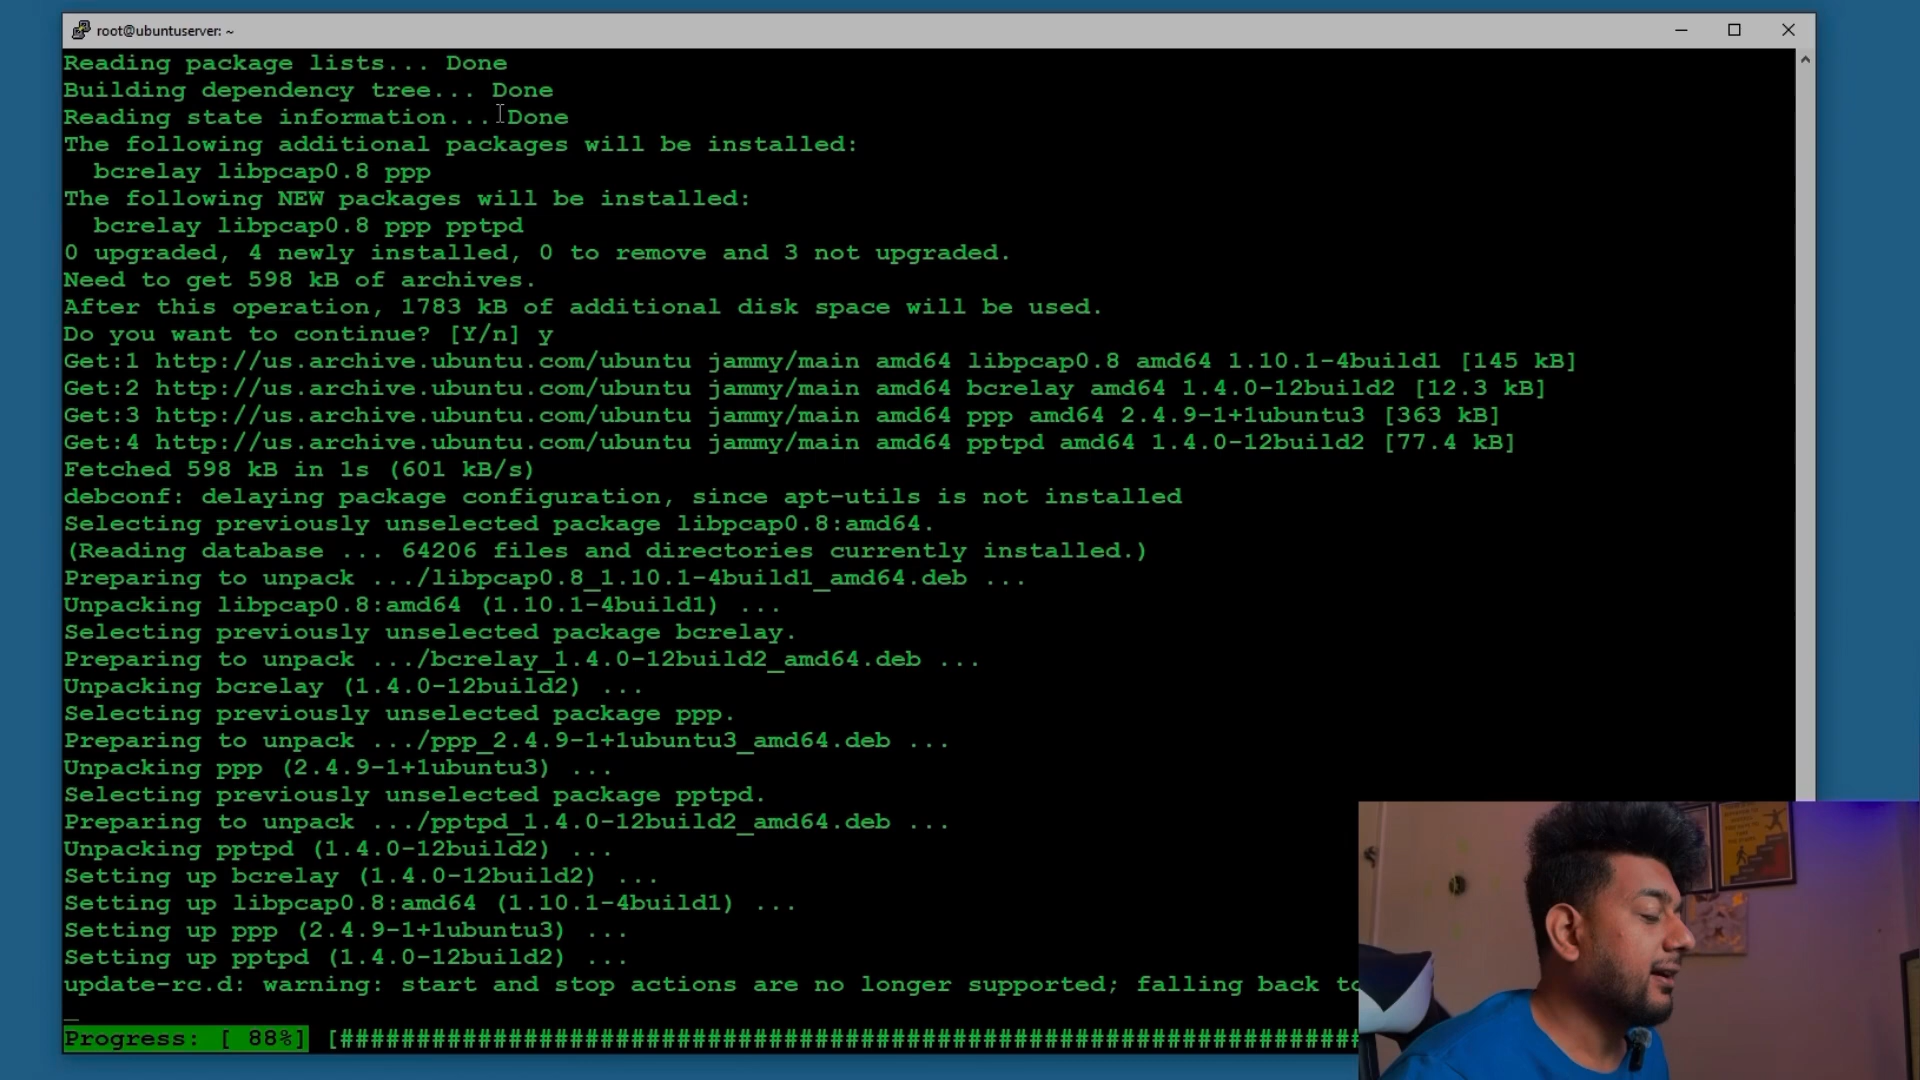 root@ubuntuserver: ~
Reading package lists... Done
Building dependency tree... Done
Reading state information... Done
The following additional packages will be installed:
  bcrelay libpcap0.8 ppp
The following NEW packages will be installed:
  bcrelay libpcap0.8 ppp pptpd
0 upgraded, 4 newly installed, 0 to remove and 3 not upgraded.
Need to get 598 kB of archives.
After this operation, 1783 kB of additional disk space will be used.
Do you want to continue? [Y/n] y
Get:1 http://us.archive.ubuntu.com/ubuntu jammy/main amd64 libpcap0.8 amd64 1.10.1-4build1 [145 kB]
Get:2 http://us.archive.ubuntu.com/ubuntu jammy/main amd64 bcrelay amd64 1.4.0-12build2 [12.3 kB]
Get:3 http://us.archive.ubuntu.com/ubuntu jammy/main amd64 ppp amd64 2.4.9-1+1ubuntu3 [363 kB]
Get:4 http://us.archive.ubuntu.com/ubuntu jammy/main amd64 pptpd amd64 1.4.0-12build2 [77.4 kB]
Fetched 598 kB in 1s (601 kB/s)
debconf: delaying package configuration, since apt-utils is not installed
Selecting previously unselected package libpcap0.8:amd64.
(Reading database ... 64206 files and directories currently installed.)
Preparing to unpack .../libpcap0.8_1.10.1-4build1_amd64.deb ...
Unpacking libpcap0.8:amd64 (1.10.1-4build1) ...
Selecting previously unselected package bcrelay.
Preparing to unpack .../bcrelay_1.4.0-12build2_amd64.deb ...
Unpacking bcrelay (1.4.0-12build2) ...
Selecting previously unselected package ppp.
Preparing to unpack .../ppp_2.4.9-1+1ubuntu3_amd64.deb ...
Unpacking ppp (2.4.9-1+1ubuntu3) ...
Selecting previously unselected package pptpd.
Preparing to unpack .../pptpd_1.4.0-12build2_amd64.deb ...
Unpacking pptpd (1.4.0-12build2) ...
Setting up bcrelay (1.4.0-12build2) ...
Setting up libpcap0.8:amd64 (1.10.1-4build1) ...
Setting up ppp (2.4.9-1+1ubuntu3) ...
Setting up pptpd (1.4.0-12build2) ...
update-rc.d: warning: start and stop actions are no longer supported; falling back to
Progress: [ 88%] [###################################################################